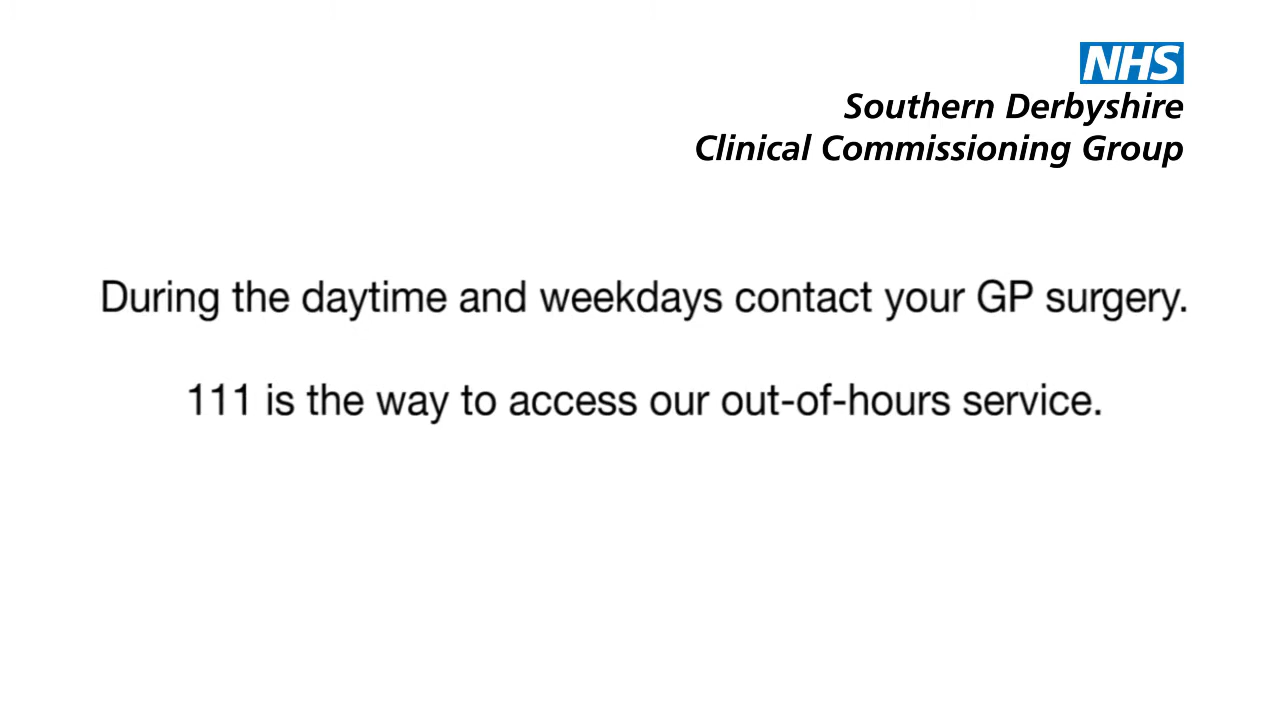 NHS
Southern Derbyshire
Clinical Commissioning Group
During the daytime and weekdays contact your GP surgery.
111 is the way to access our out-of-hours service.